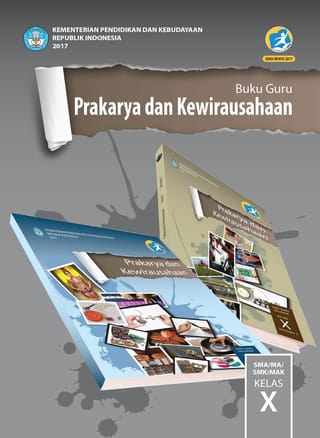 KEMENTERIAN PENDIDIKAN DAN KEBUDAYAAN
REPUBLIK INDONESIA
2017
EDISI REVISI 2017
Buku Guru
Prakarya dan Kewirausahaan
Prakarya dan
Kewirausahaan
X
Prakarya dan
Kewirausahaan
SMA/MA/
SMK/MAK
KELAS
X